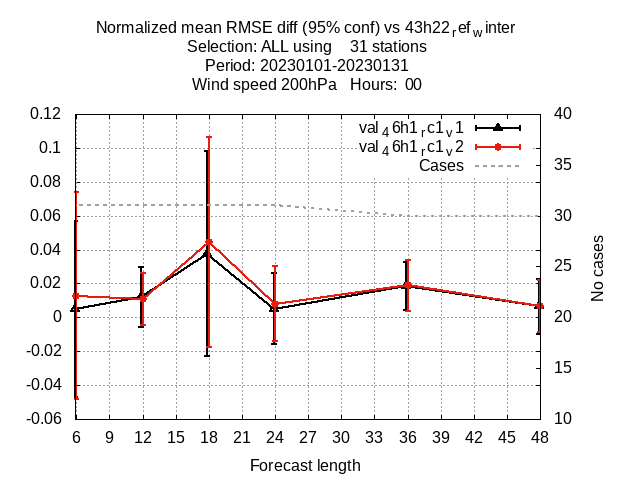 Normalized mean RMSE diff (95% conf) vs 43h22refwinter
Selection: ALL using 31 stations
Period: 20230101-20230131
Wind speed 200hPa Hours: 00
0.12
0.1
0.08
0.06
0.04
0.02
0
-0.02
-0.04
-0.06
val46h1rc1v1
val46h1rc1v2
Cases
40
35
30
25
20
15
10
No cases
6 9 12 15 18 21 24 27 30 33 36 39 42 45 48
Forecast length